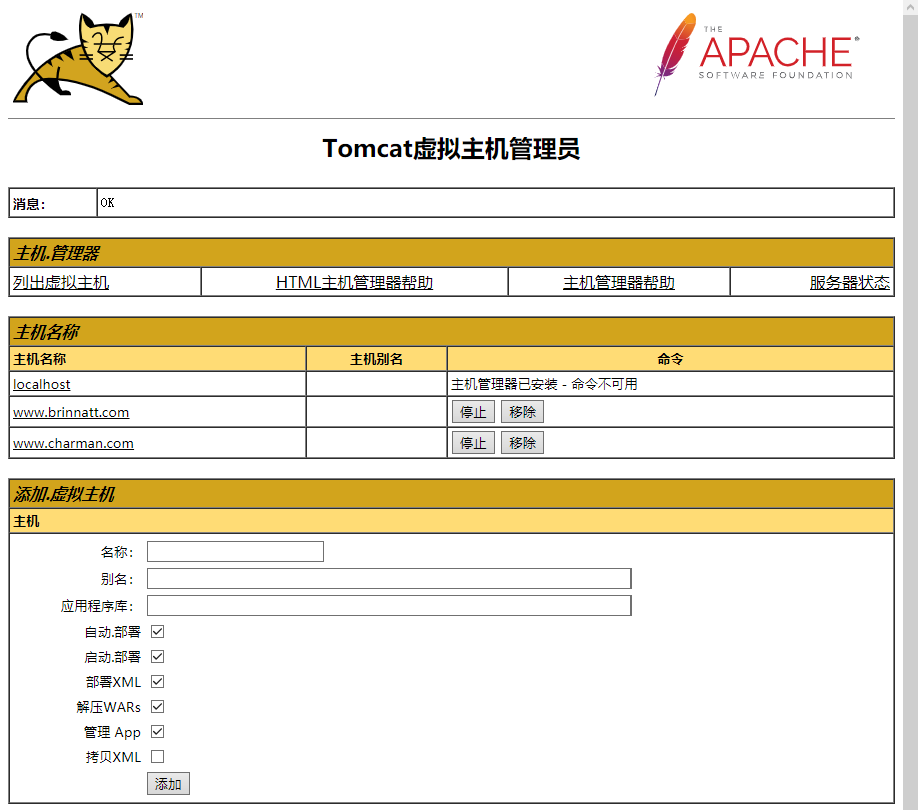 TM
THE
APACHE®
SOFTWARE FOUNDATION
Tomcat虚拟主机管理员
消息: OK
主机.管理器
列出虚拟主机 HTML主机管理器帮助 主机管理器帮助 服务器状态
主机名称
主机名称 主机别名 命令
localhost 主机管理器已安装 - 命令不可用
www.brinnatt.com 停止 移除
www.charman.com 停止 移除
添加.虚拟主机
主机
名称:
别名:
应用程序库:
自动.部署
启动.部署
部署XML
解压WARs
管理 App
拷贝XML
添加